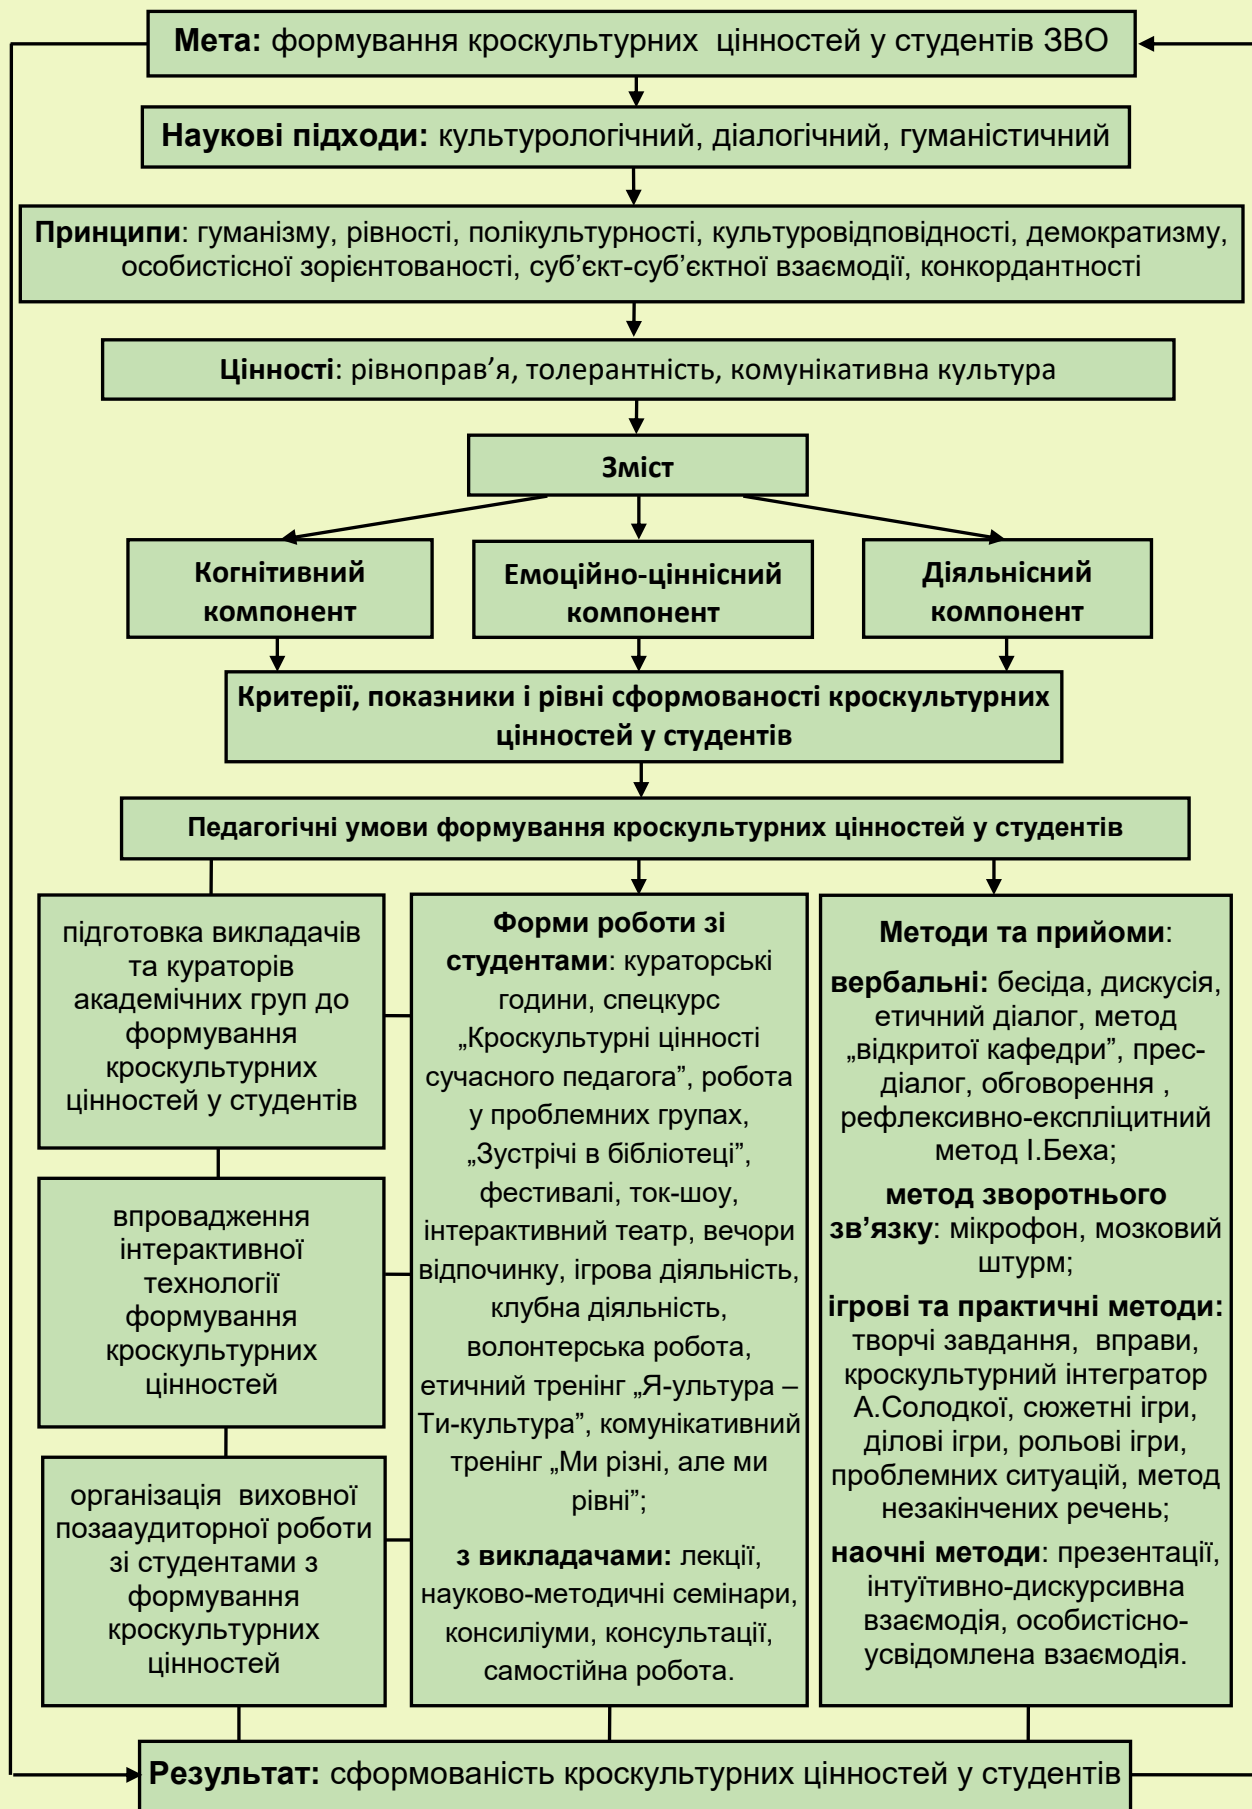 Мета: формування кроскультурних цінностей у студентів ЗВО
Наукові підходи: культурологічний, діалогічний, гуманістичний
Принципи: гуманізму, рівності, полікультурності, культуровідповідності, демократизму,
особистісної зорієнтованості, суб’єкт-суб’єктної взаємодії, конкордантності
Цінності: рівноправ’я, толерантність, комунікативна культура
Зміст
Когнітивний
компонент
Емоційно-ціннісний
компонент
Діяльнісний
компонент
Критерії, показники і рівні сформованості кроскультурних
цінностей у студентів
Педагогічні умови формування кроскультурних цінностей у студентів
підготовка викладачів
та кураторів
академічних груп до
формування
кроскультурних
цінностей у студентів
впровадження
інтерактивної
технології
формування
кроскультурних
цінностей
організація виховної
позааудиторної роботи
зі студентами з
формування
кроскультурних
цінностей
Форми роботи зі
студентами: кураторські
години, спецкурс
„Кроскультурні цінності
сучасного педагога”, робота
у проблемних групах,
„Зустрічі в бібліотеці”,
фестивалі, ток-шоу,
інтерактивний театр, вечори
відпочинку, ігрова діяльність,
клубна діяльність,
волонтерська робота,
етичний тренінг „Я-ультура –
Ти-культура”, комунікативний
тренінг „Ми різні, але ми
рівні”;
з викладачами: лекції,
науково-методичні семінари,
консиліуми, консультації,
самостійна робота.
Методи та прийоми:
вербальні: бесіда, дискусія,
етичний діалог, метод
„відкритої кафедри”, прес-
діалог, обговорення ,
рефлексивно-експліцитний
метод І.Беха;
метод зворотнього
зв’язку: мікрофон, мозковий
штурм;
ігрові та практичні методи:
творчі завдання, вправи,
кроскультурний інтегратор
А.Солодкої, сюжетні ігри,
ділові ігри, рольові ігри,
проблемних ситуацій, метод
незакінчених речень;
наочні методи: презентації,
інтуїтивно-дискурсивна
взаємодія, особистісно-
усвідомлена взаємодія.
Результат: сформованість кроскультурних цінностей у студентів